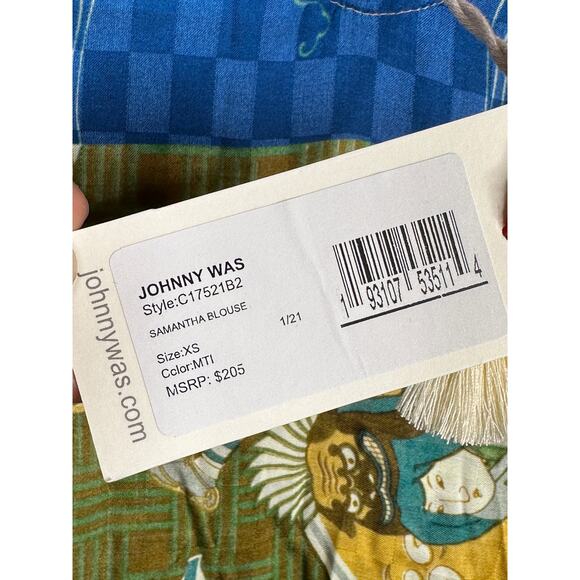 JOHNNY WAS
Style:C17521B2
SAMANTHA BLOUSE 1/21
Size:XS
Color:MTI
MSRP: $205
1 93107 53511 4
johnnywas.com